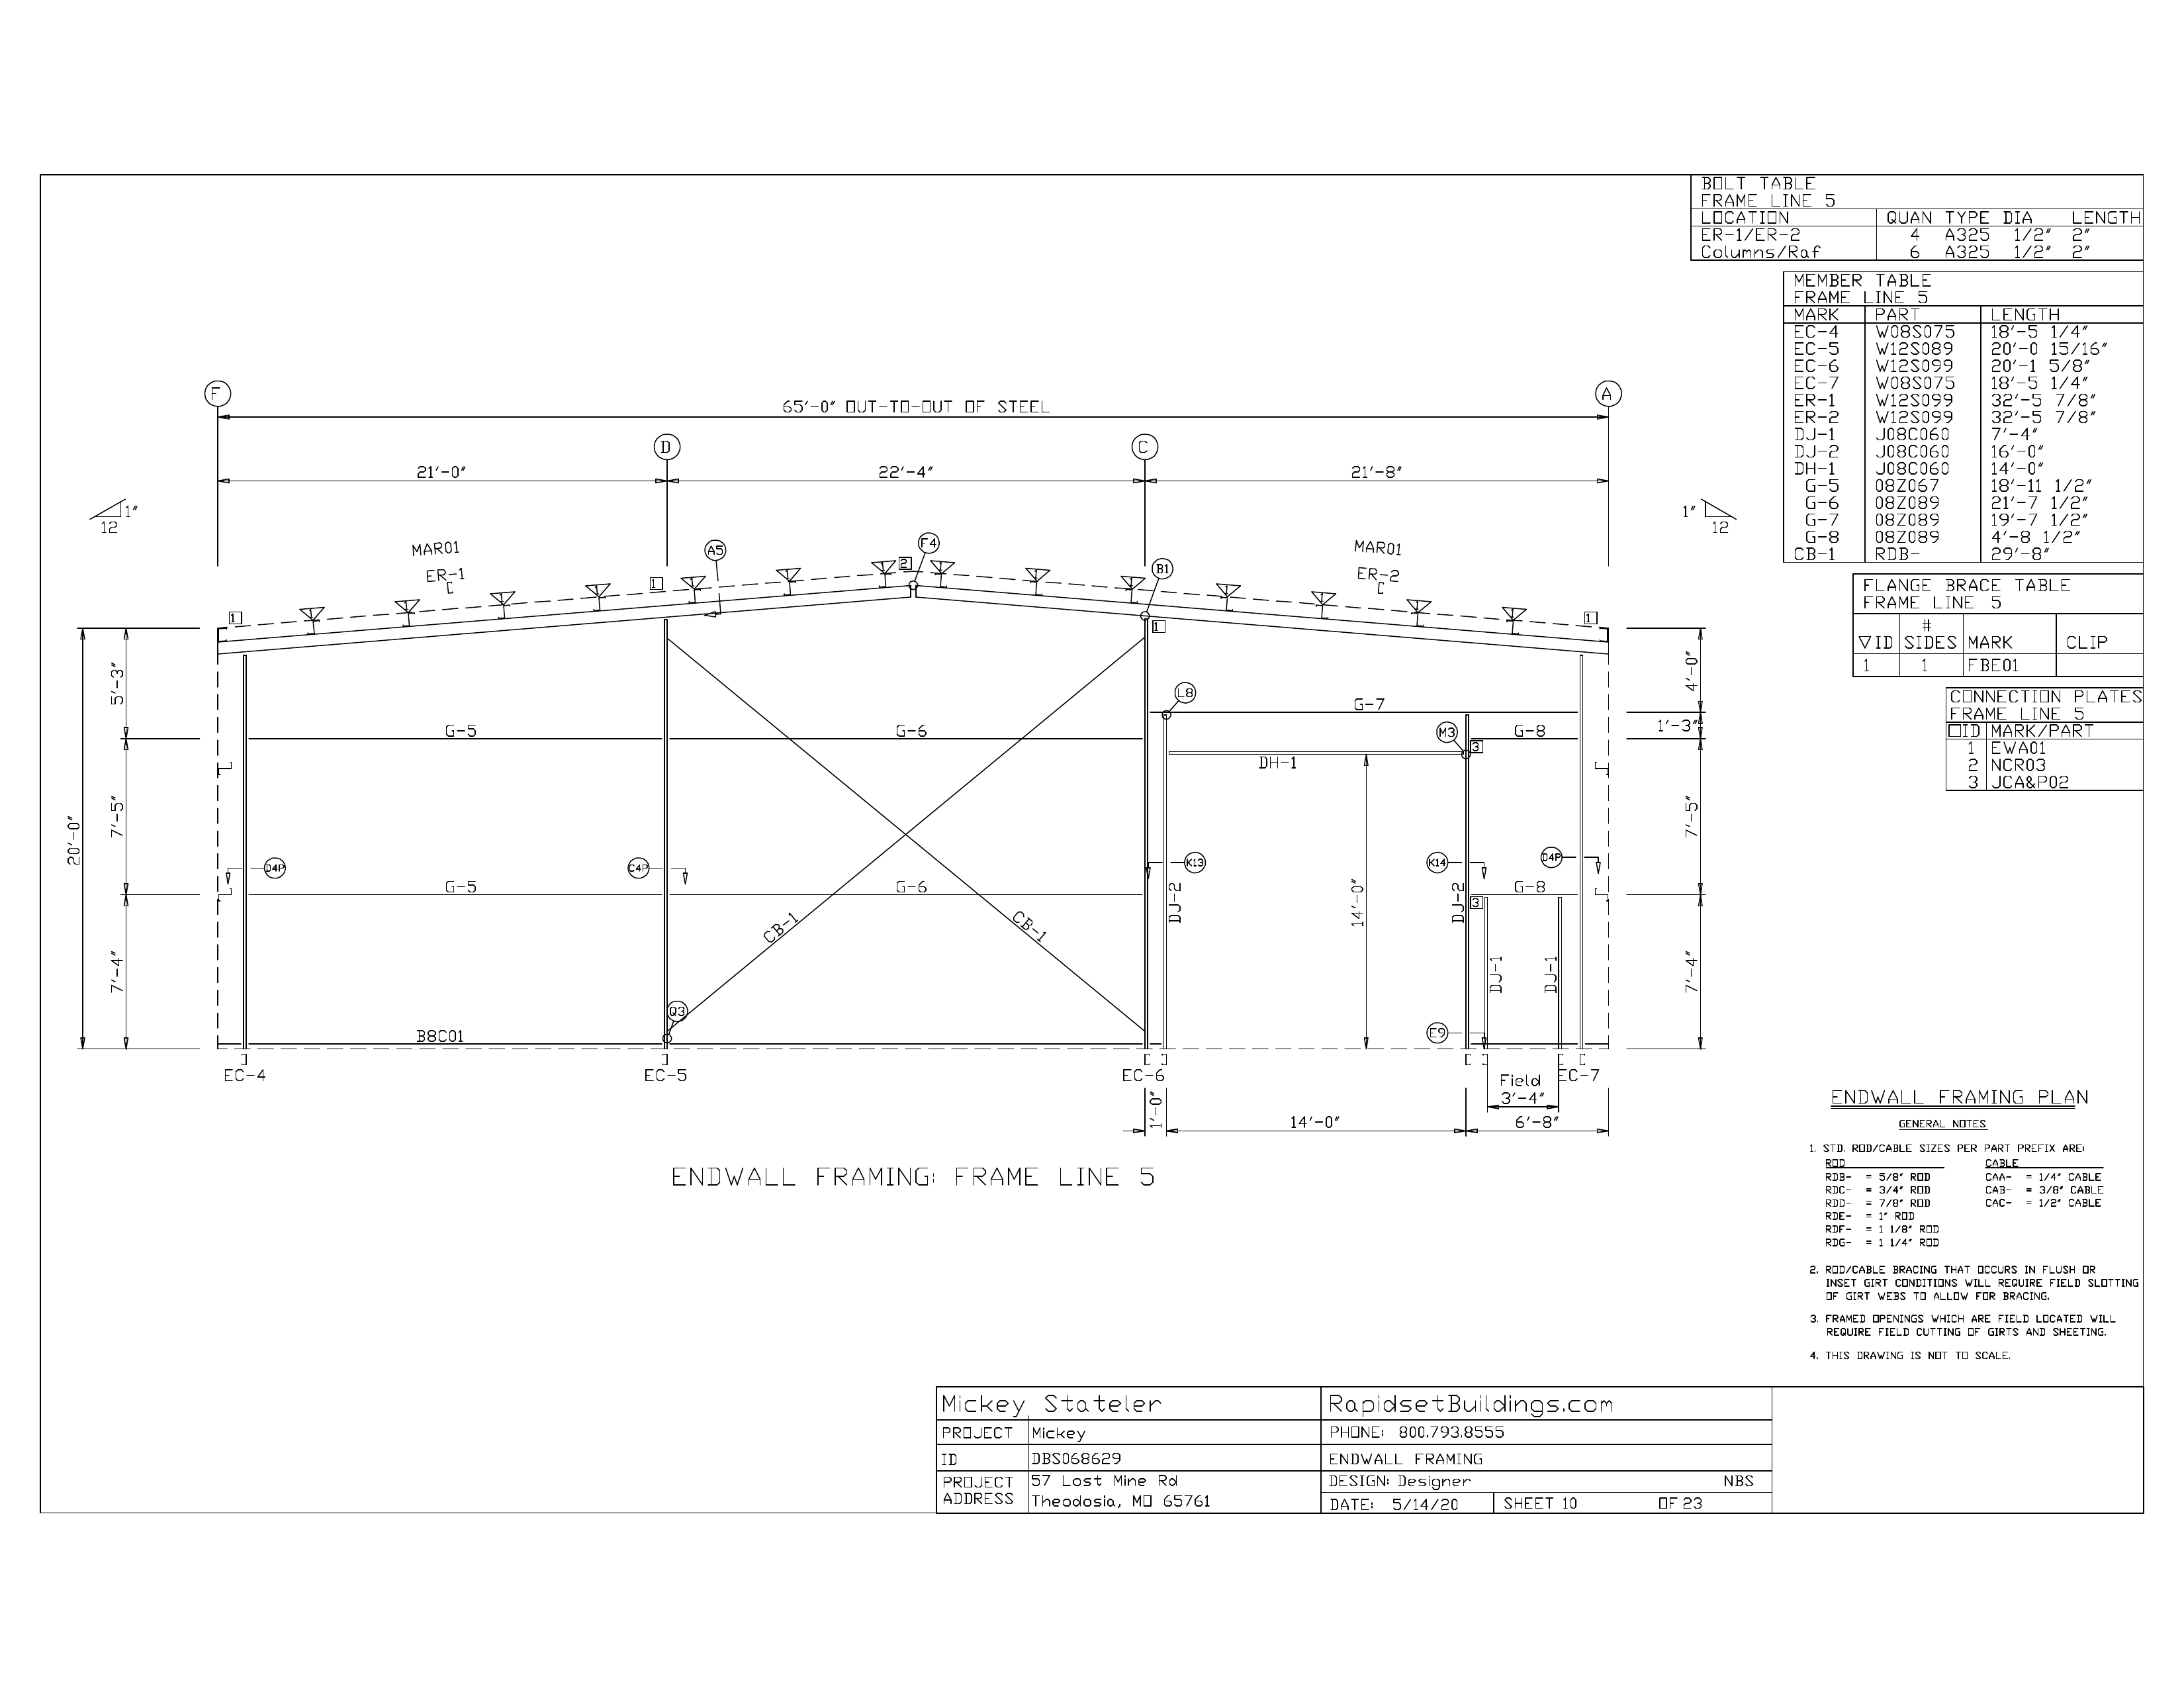 BOLT TABLE
FRAME LINE 5
LOCATION QUAN TYPE DIA LENGTH
ER-1/ER-2 4 A325 1/2" 2"
Columns/Raf 6 A325 1/2" 2"
MEMBER TABLE
FRAME LINE 5
MARK PART LENGTH
EC-4 W08S075 18'-5 1/4"
EC-5 W12S089 20'-0 15/16"
EC-6 W12S099 20'-1 5/8"
EC-7 W08S075 18'-5 1/4"
ER-1 W12S099 32'-5 7/8"
ER-2 W12S099 32'-5 7/8"
DJ-1 J08C060 7'-4"
DJ-2 J08C060 16'-0"
DH-1 J08C060 14'-0"
G-5 08Z067 18'-11 1/2"
G-6 08Z089 21'-7 1/2"
G-7 08Z089 19'-7 1/2"
G-8 08Z089 4'-8 1/2"
CB-1 RDB- 29'-8"
FLANGE BRACE TABLE
FRAME LINE 5
▽ID # SIDES MARK CLIP
1 1 FBE01
CONNECTION PLATES
FRAME LINE 5
□ID MARK/PART
1 EWA01
2 NCR03
3 JCA&P02
F A
65'-0" OUT-TO-OUT OF STEEL
D C
21'-0" 22'-4" 21'-8"
1" 1"
12 12
MAR01 A5 F4 MAR01
ER-1 1 2 B1 ER-2
1 1 1
5'-3" 4'-0"
L8
G-7
1'-3"
G-5 G-6 M3 3 G-8
DH-1
20'-0" 7'-5" 7'-5"
D4P C4P K13 K14 D4P
G-5 G-6 G-8
DJ-2 14'-0" DJ-2 3
CB-1 CB-1
7'-4" DJ-1 DJ-1 7'-4"
Q3 E9
B8C01
EC-4 EC-5 EC-6 EC-7
Field
3'-4"
1'-0" 14'-0" 6'-8"
ENDWALL FRAMING: FRAME LINE 5
ENDWALL FRAMING PLAN
GENERAL NOTES
1. STD. ROD/CABLE SIZES PER PART PREFIX ARE:
ROD CABLE
RDB- = 5/8" ROD CAA- = 1/4" CABLE
RDC- = 3/4" ROD CAB- = 3/8" CABLE
RDD- = 7/8" ROD CAC- = 1/2" CABLE
RDE- = 1" ROD
RDF- = 1 1/8" ROD
RDG- = 1 1/4" ROD
2. ROD/CABLE BRACING THAT OCCURS IN FLUSH OR
INSET GIRT CONDITIONS WILL REQUIRE FIELD SLOTTING
OF GIRT WEBS TO ALLOW FOR BRACING.
3. FRAMED OPENINGS WHICH ARE FIELD LOCATED WILL
REQUIRE FIELD CUTTING OF GIRTS AND SHEETING.
4. THIS DRAWING IS NOT TO SCALE.
Mickey Stateler
PROJECT Mickey
ID DBS068629
PROJECT ADDRESS 57 Lost Mine Rd
Theodosia, MO 65761
RapidsetBuildings.com
PHONE: 800.793.8555
ENDWALL FRAMING
DESIGN: Designer NBS
DATE: 5/14/20 SHEET 10 OF 23